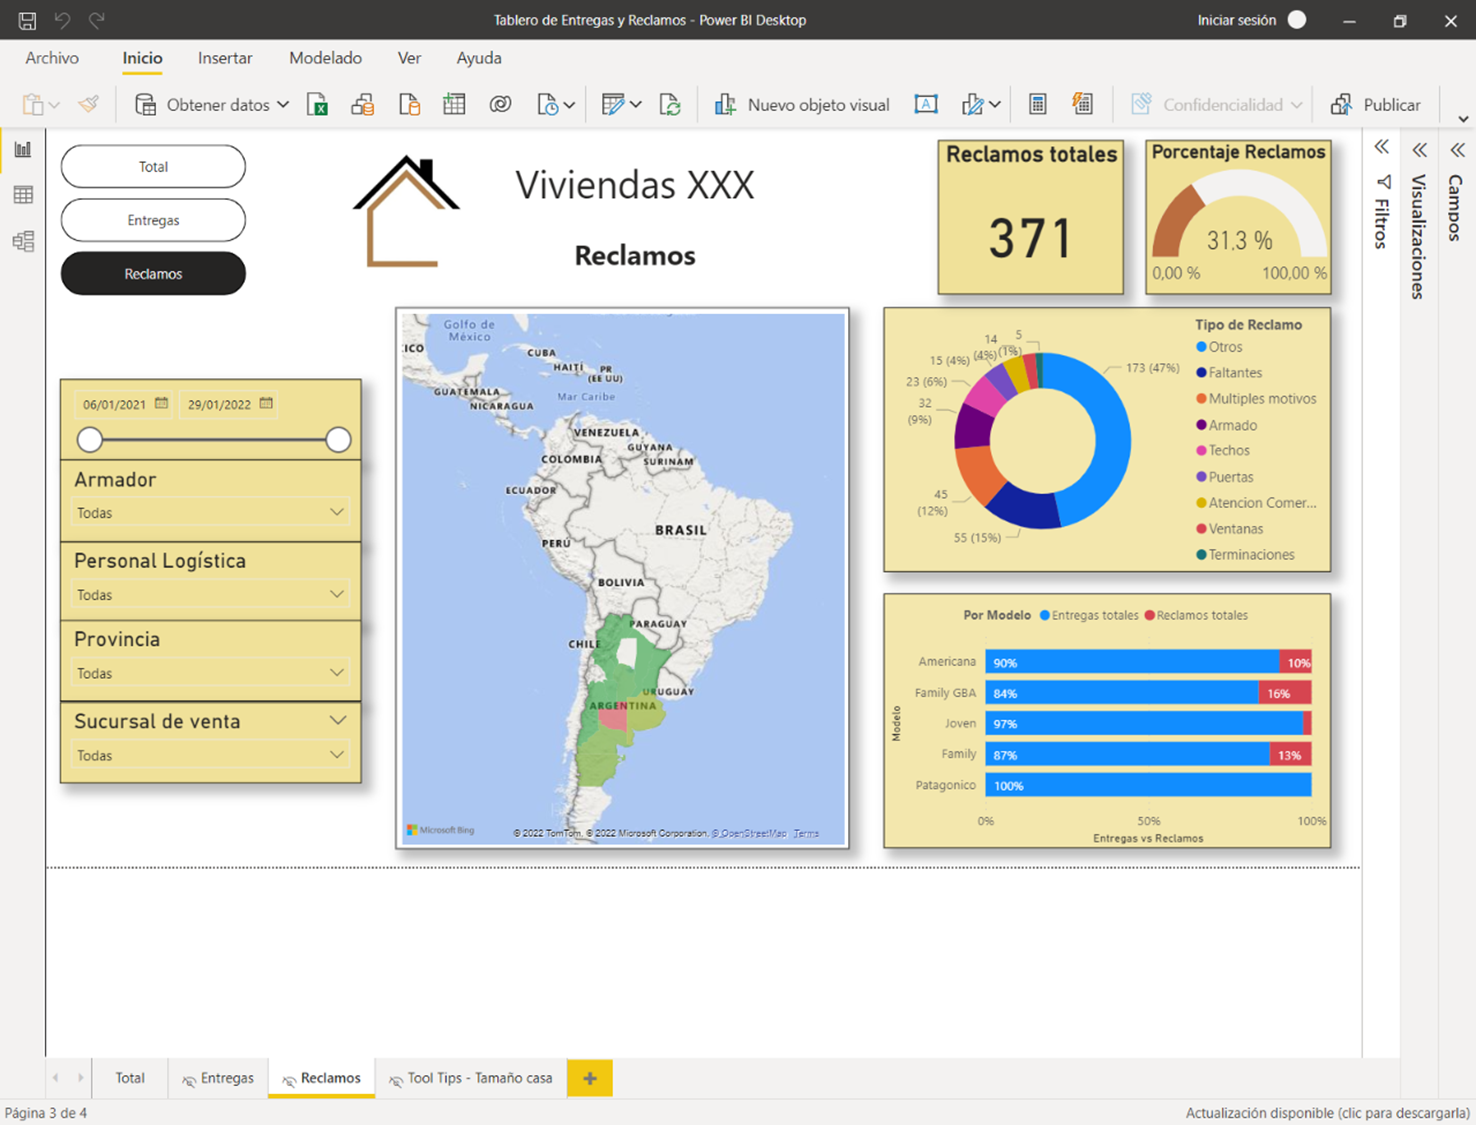 Tablero de Entregas y Reclamos - Power BI Desktop
Iniciar sesión
Archivo
Inicio
Insertar
Modelado
Ver
Ayuda
Obtener datos
Nuevo objeto visual
Confidencialidad
Publicar
Total
Entregas
Reclamos
Viviendas XXX
Reclamos
Reclamos totales
371
Porcentaje Reclamos
31,3 %
0,00 %
100,00 %
Filtros
Visualizaciones
Campos
06/01/2021
29/01/2022
Armador
Todas
Personal Logística
Todas
Provincia
Todas
Sucursal de venta
Todas
Golfo de
México
ICO
CUBA
HAITÍ
PR
(EE UU)
GUATEMALA
Mar Caribe
NICARAGUA
VENEZUELA
GUYANA
COLOMBIA
SURINAM
ECUADOR
BRASIL
PERÚ
BOLIVIA
PARAGUAY
CHILE
URUGUAY
ARGENTINA
Microsoft Bing
© 2022 TomTom, © 2022 Microsoft Corporation, © OpenStreetMap Terms
173 (47%)
55 (15%)
45
(12%)
32
(9%)
23 (6%)
15 (4%)
14
(4%)
(1%)
5
Tipo de Reclamo
Otros
Faltantes
Multiples motivos
Armado
Techos
Puertas
Atencion Comer...
Ventanas
Terminaciones
Por Modelo
Entregas totales
Reclamos totales
Modelo
Americana
90%
10%
Family GBA
84%
16%
Joven
97%
Family
87%
13%
Patagonico
100%
0%
50%
100%
Entregas vs Reclamos
Total
Entregas
Reclamos
Tool Tips - Tamaño casa
Página 3 de 4
Actualización disponible (clic para descargarla)